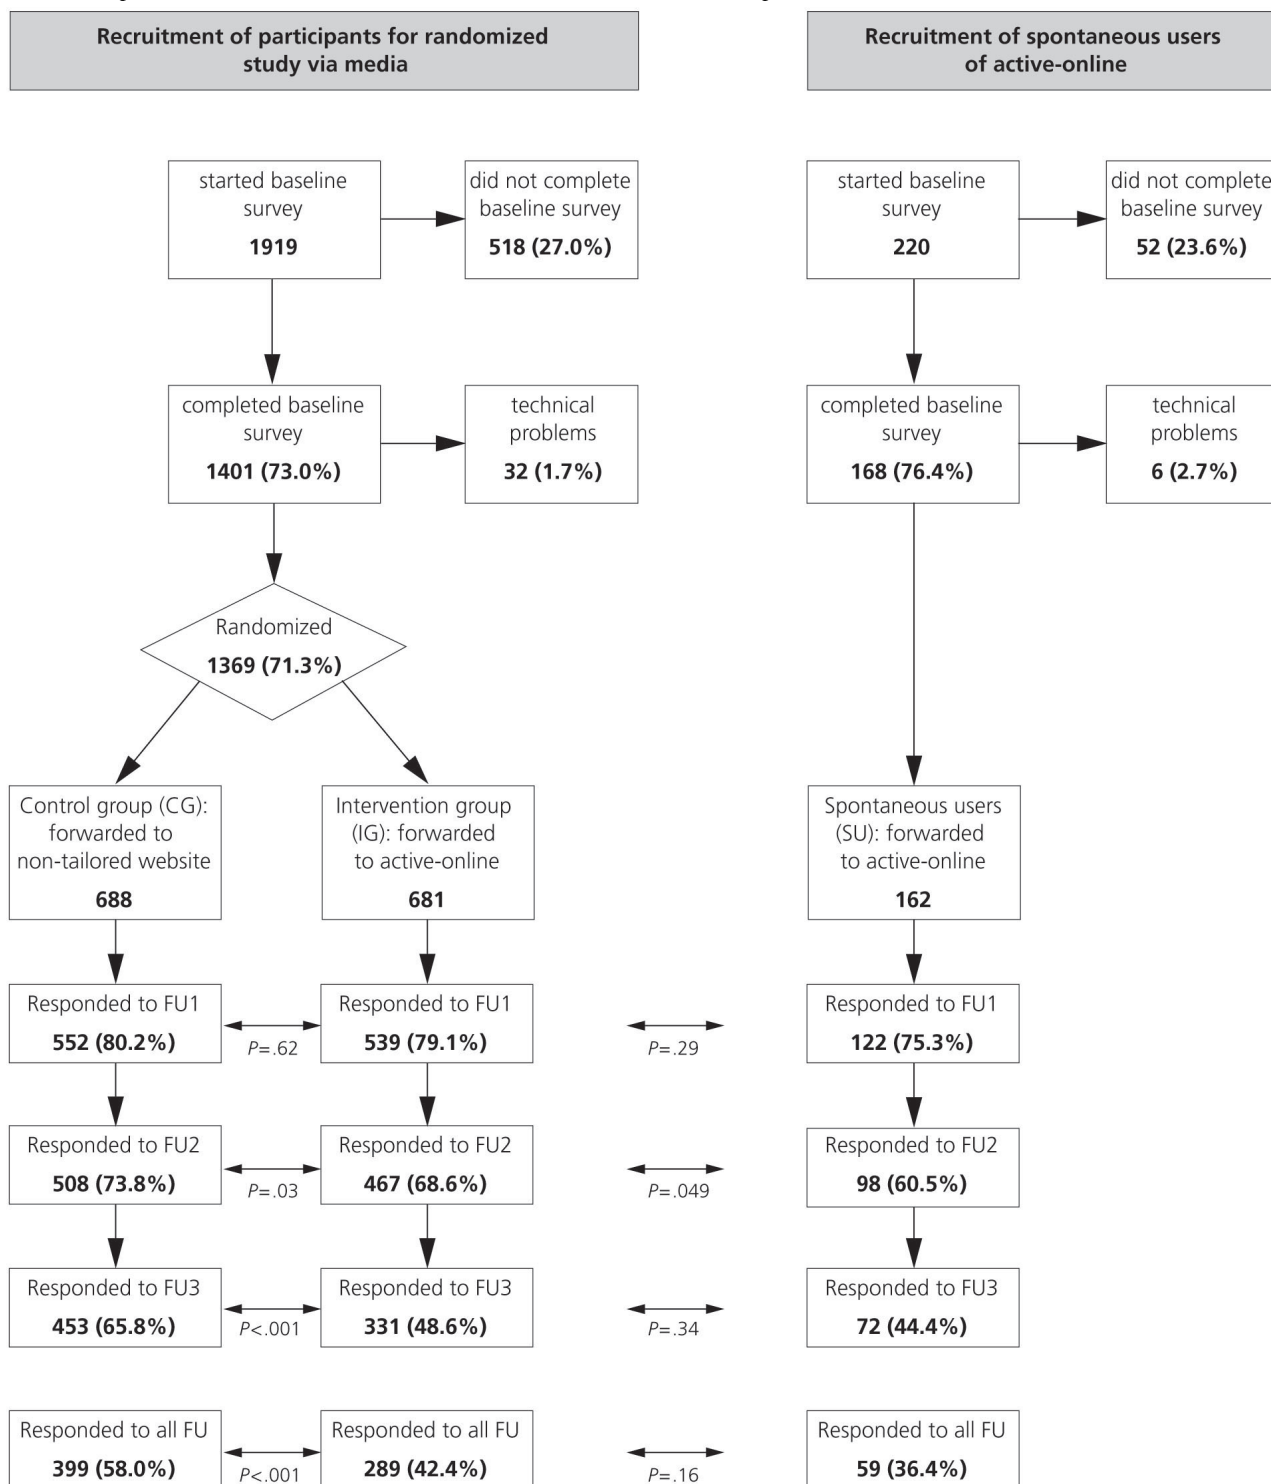 Recruitment of participants for randomized
study via media
Recruitment of spontaneous users
of active-online
started baseline
survey
1919
did not complete
baseline survey
518 (27.0%)
started baseline
survey
220
did not complete
baseline survey
52 (23.6%)
completed baseline
survey
1401 (73.0%)
technical
problems
32 (1.7%)
completed baseline
survey
168 (76.4%)
technical
problems
6 (2.7%)
Randomized
1369 (71.3%)
Control group (CG):
forwarded to
non-tailored website
688
Intervention group
(IG): forwarded
to active-online
681
Spontaneous users
(SU): forwarded
to active-online
162
Responded to FU1
552 (80.2%)
P=.62
Responded to FU1
539 (79.1%)
P=.29
Responded to FU1
122 (75.3%)
Responded to FU2
508 (73.8%)
P=.03
Responded to FU2
467 (68.6%)
P=.049
Responded to FU2
98 (60.5%)
Responded to FU3
453 (65.8%)
P<.001
Responded to FU3
331 (48.6%)
P=.34
Responded to FU3
72 (44.4%)
Responded to all FU
399 (58.0%)
P<.001
Responded to all FU
289 (42.4%)
P=.16
Responded to all FU
59 (36.4%)